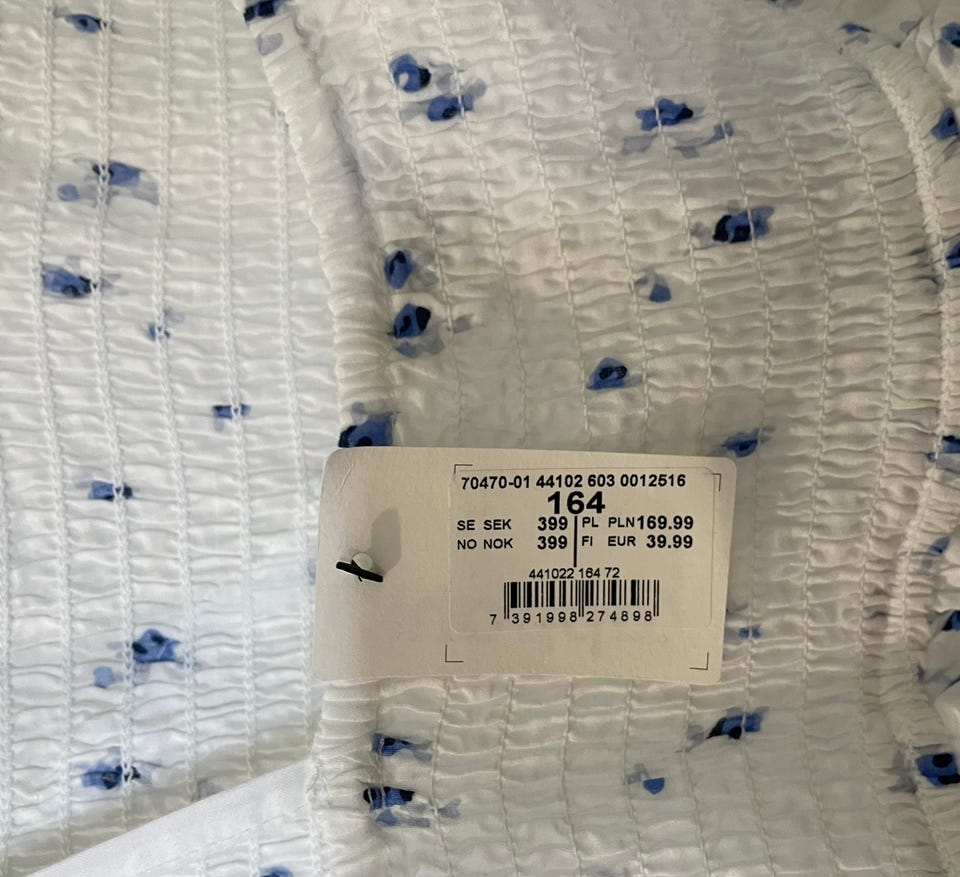 70470-01 44102 603 0012516
164
SE SEK 399 PL PLN 169.99
NO NOK 399 FI EUR 39.99
441022 164 72
7 391998 274898